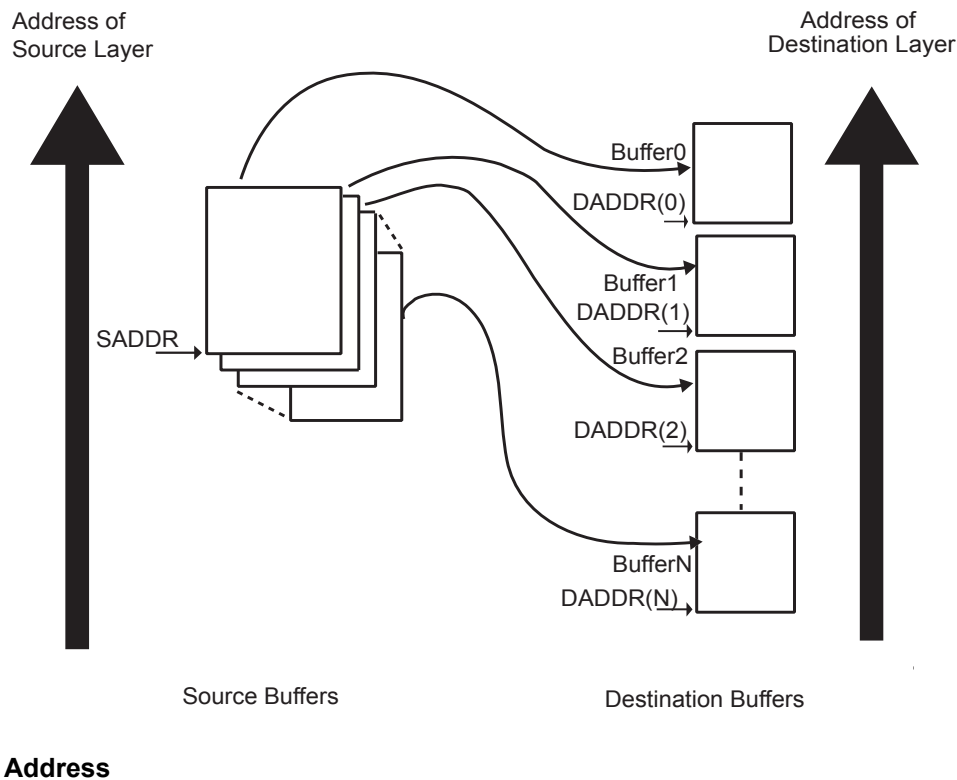 Address of
Source Layer
Address of
Destination Layer
Buffer0
DADDR(0)
Buffer1
DADDR(1)
SADDR
Buffer2
DADDR(2)
BufferN
DADDR(N)
Source Buffers
Destination Buffers
Address